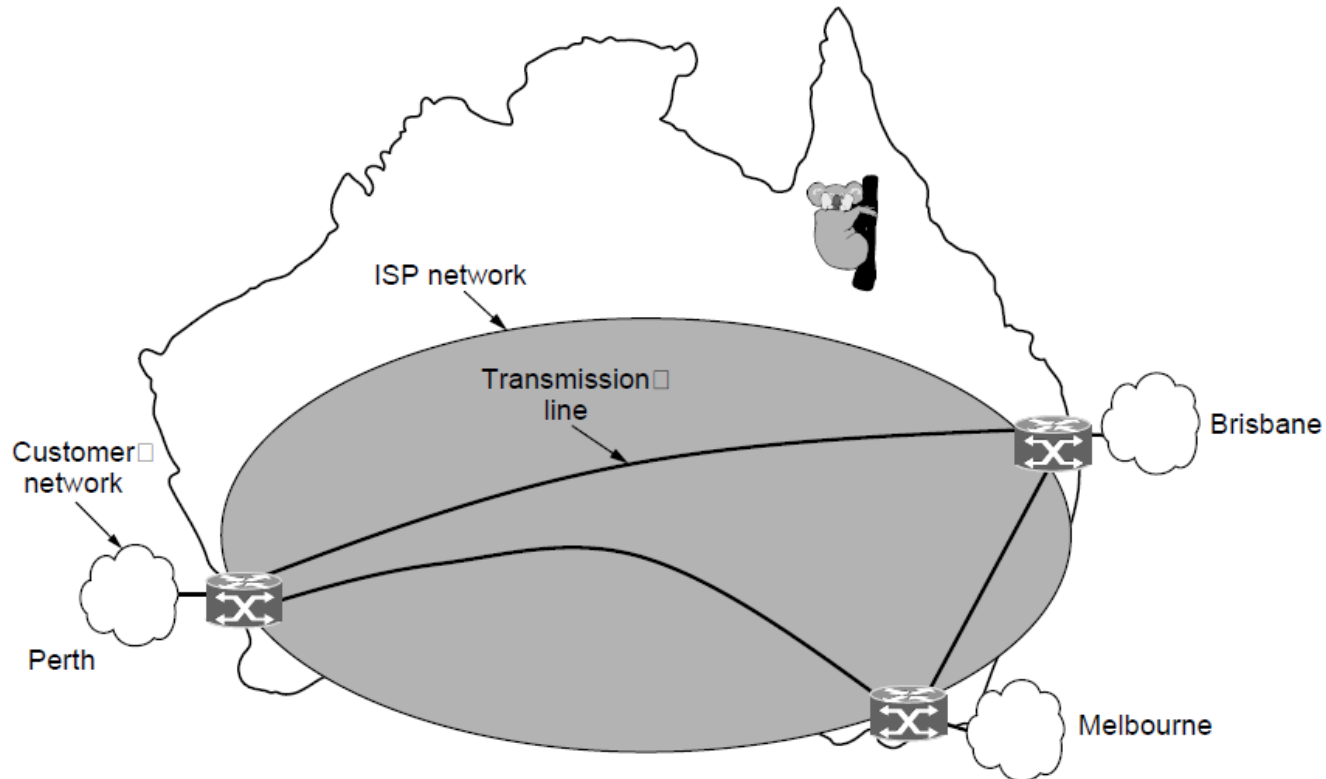 ISP network
Transmission□
line
Customer□
network
Brisbane
Perth
Melbourne